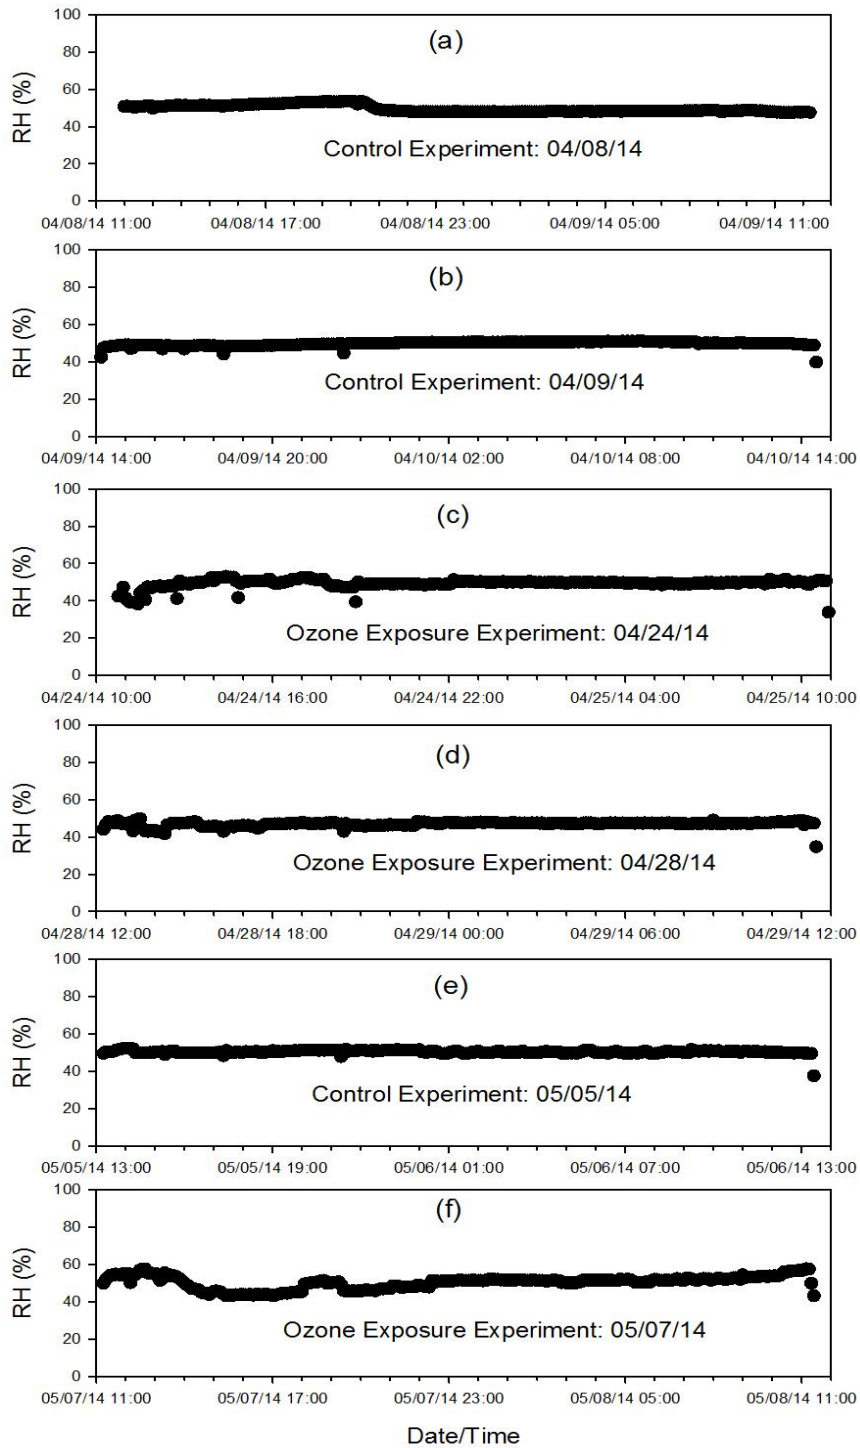 100
(a)
80
60
RH (%)
40
Control Experiment: 04/08/14
20
0
04/08/14 11:00 04/08/14 17:00 04/08/14 23:00 04/09/14 05:00 04/09/14 11:00
100
(b)
80
60
RH (%)
40
Control Experiment: 04/09/14
20
0
04/09/14 14:00 04/09/14 20:00 04/10/14 02:00 04/10/14 08:00 04/10/14 14:00
100
(c)
80
60
RH (%)
40
Ozone Exposure Experiment: 04/24/14
20
0
04/24/14 10:00 04/24/14 16:00 04/24/14 22:00 04/25/14 04:00 04/25/14 10:00
100
(d)
80
60
RH (%)
40
Ozone Exposure Experiment: 04/28/14
20
0
04/28/14 12:00 04/28/14 18:00 04/29/14 00:00 04/29/14 06:00 04/29/14 12:00
100
(e)
80
60
RH (%)
40
Control Experiment: 05/05/14
20
0
05/05/14 13:00 05/05/14 19:00 05/06/14 01:00 05/06/14 07:00 05/06/14 13:00
100
(f)
80
60
RH (%)
40
Ozone Exposure Experiment: 05/07/14
20
0
05/07/14 11:00 05/07/14 17:00 05/07/14 23:00 05/08/14 05:00 05/08/14 11:00
Date/Time